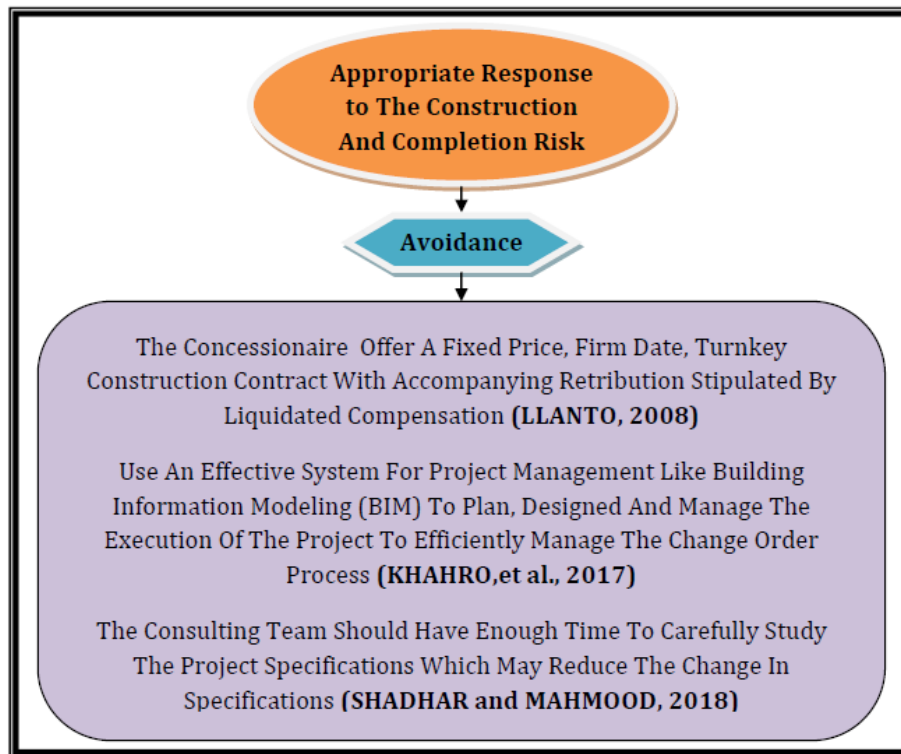 Appropriate Response
to The Construction
And Completion Risk
Avoidance
The Concessionaire Offer A Fixed Price, Firm Date, Turnkey
Construction Contract With Accompanying Retribution Stipulated By
Liquidated Compensation (LLANTO, 2008)
Use An Effective System For Project Management Like Building
Information Modeling (BIM) To Plan, Designed And Manage The
Execution Of The Project To Efficiently Manage The Change Order
Process (KHAHRO,et al., 2017)
The Consulting Team Should Have Enough Time To Carefully Study
The Project Specifications Which May Reduce The Change In
Specifications (SHADHAR and MAHMOOD, 2018)